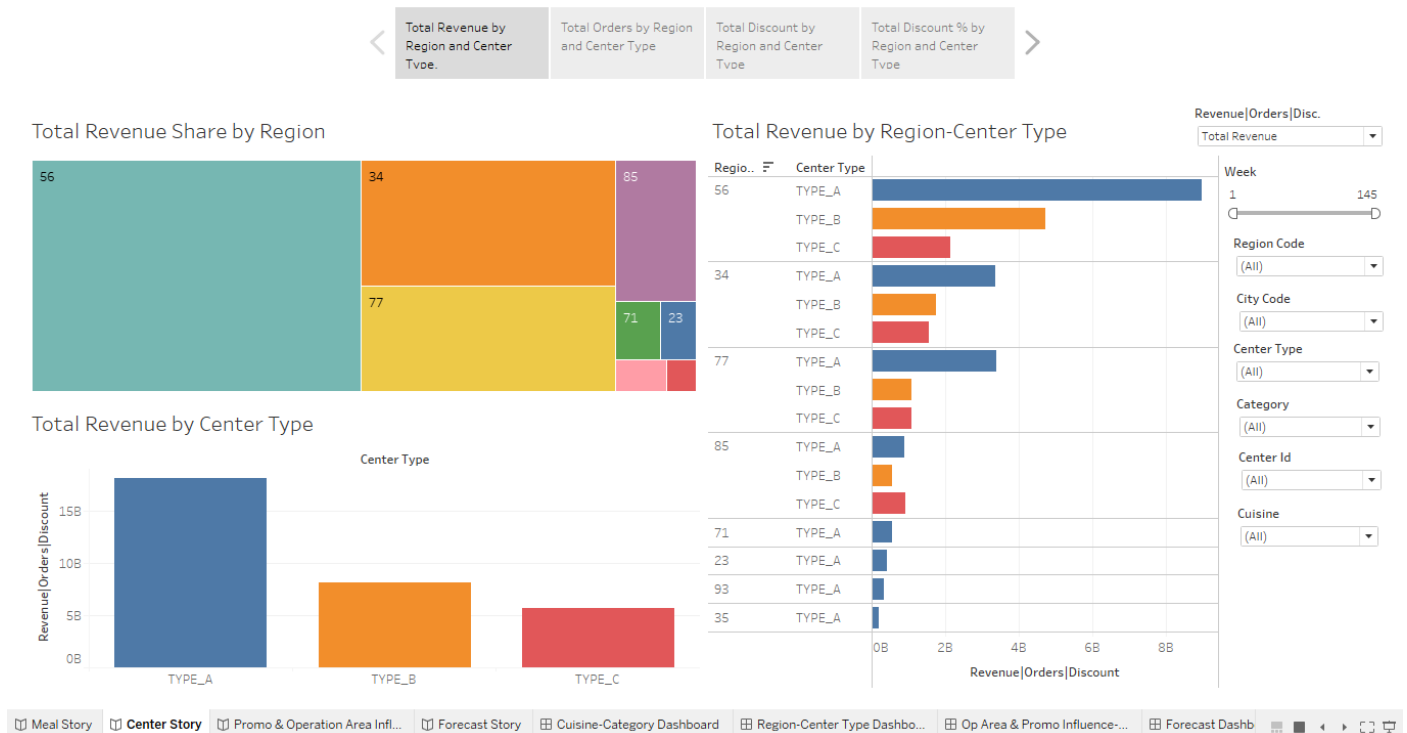 Total Revenue by
Region and Center
Type.
Total Orders by Region
and Center Type
Total Discount by
Region and Center
Type
Total Discount % by
Region and Center
Type
Total Revenue Share by Region
56
34
85
77
71
23
Total Revenue by Center Type
Center Type
Revenue|Orders|Discount
15B
10B
5B
0B
TYPE_A
TYPE_B
TYPE_C
Total Revenue by Region-Center Type
Regio..
Center Type
56
TYPE_A
TYPE_B
TYPE_C
34
TYPE_A
TYPE_B
TYPE_C
77
TYPE_A
TYPE_B
TYPE_C
85
TYPE_A
TYPE_B
TYPE_C
71
TYPE_A
23
TYPE_A
93
TYPE_A
35
TYPE_A
0B
2B
4B
6B
8B
Revenue|Orders|Discount
Revenue|Orders|Disc.
Total Revenue
Week
1
145
Region Code
(All)
City Code
(All)
Center Type
(All)
Category
(All)
Center Id
(All)
Cuisine
(All)
Meal Story
Center Story
Promo & Operation Area Infl...
Forecast Story
Cuisine-Category Dashboard
Region-Center Type Dashbo...
Op Area & Promo Influence-...
Forecast Dashb